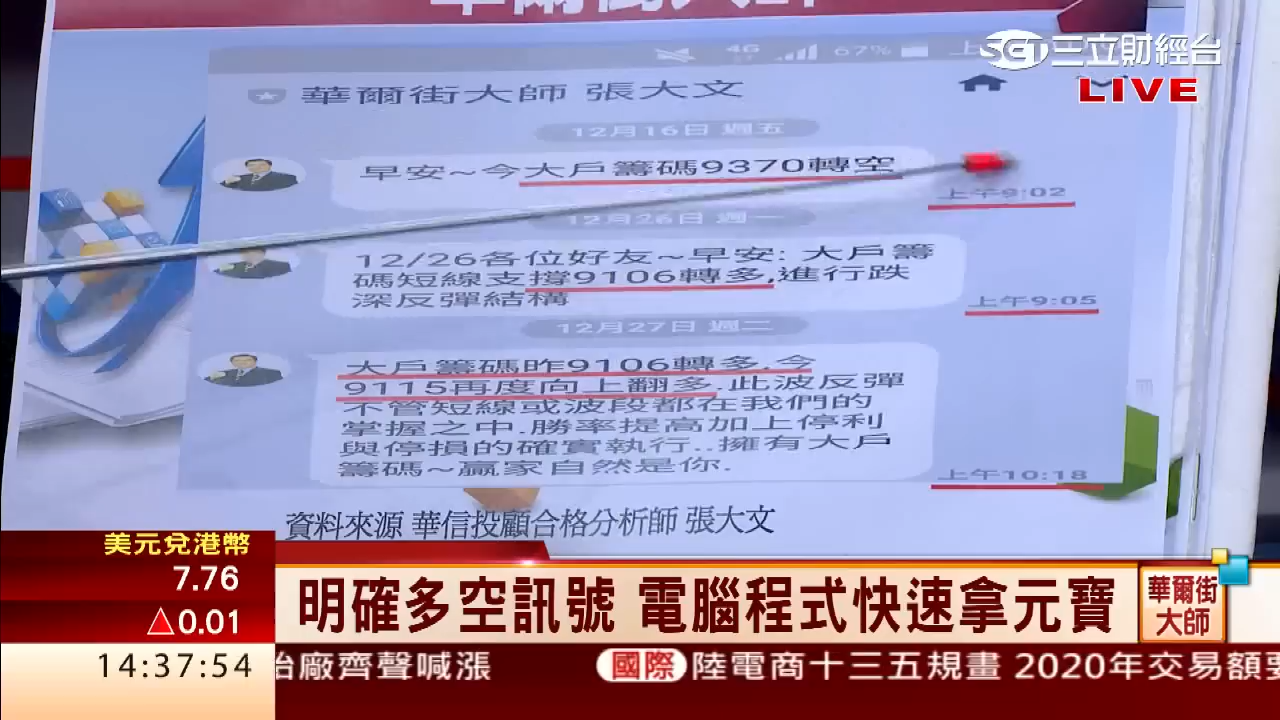 華爾街大師
SET三立財經台
LIVE
4G 67% 上
華爾街大師 張大文
12月16日 週五
早安~今大戶籌碼9370轉空
上午9:02
12月26日 週一
12/26各位好友~早安: 大戶籌
碼短線支撐9106轉多,進行跌
深反彈結構
上午9:05
12月27日 週二
大戶籌碼昨9106轉多.今
9115再度向上翻多.此波反彈
不管短線或波段都在我們的
掌握之中.勝率提高加上停利
與停損的確實執行..擁有大戶
籌碼~贏家自然是你.
上午10:18
資料來源 華信投顧合格分析師 張大文
美元兌港幣
7.76
△0.01
14:37:54
明確多空訊號 電腦程式快速拿元寶
華爾街
大師
廠齊聲喊漲
國際 陸電商十三五規畫 2020年交易額要